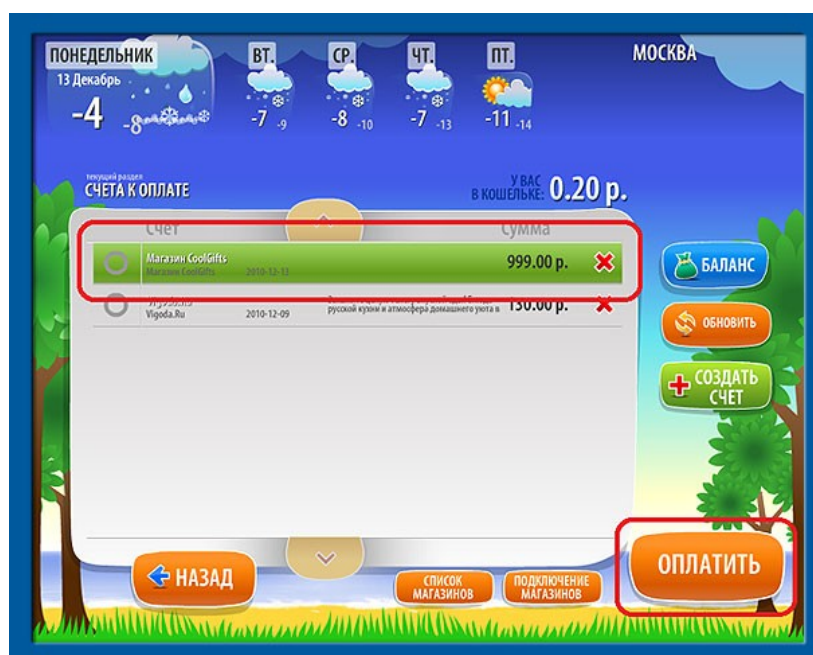 ПОНЕДЕЛЬНИК
13 Декабрь
-4 -8
ВТ.
-7 -9
СР.
-8 -10
ЧТ.
-7 -13
ПТ.
-11 -14
МОСКВА
текущий раздел
СЧЕТА К ОПЛАТЕ
У ВАС
В КОШЕЛЬКЕ: 0.20 р.
Счет Сумма
Магазин CoolGifts
Магазин CoolGifts 2010-12-13 999.00 р.
Vigoda.Ru 2010-12-09 русской кухни и атмосфера домашнего уюта в 130.00 р.
БАЛАНС
ОБНОВИТЬ
СОЗДАТЬ
СЧЕТ
НАЗАД
СПИСОК
МАГАЗИНОВ
ПОДКЛЮЧЕНИЕ
МАГАЗИНОВ
ОПЛАТИТЬ